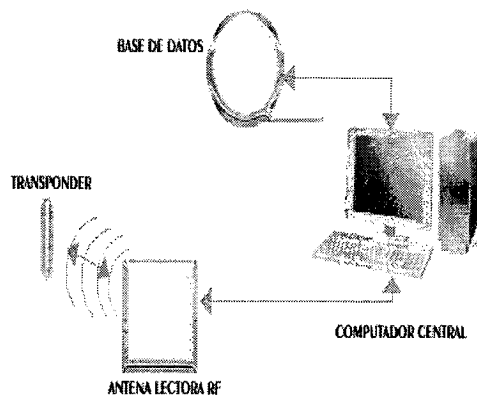 BASE DE DATOS
TRANSPONDER
COMPUTADOR CENTRAL
ANTENA LECTORA RF